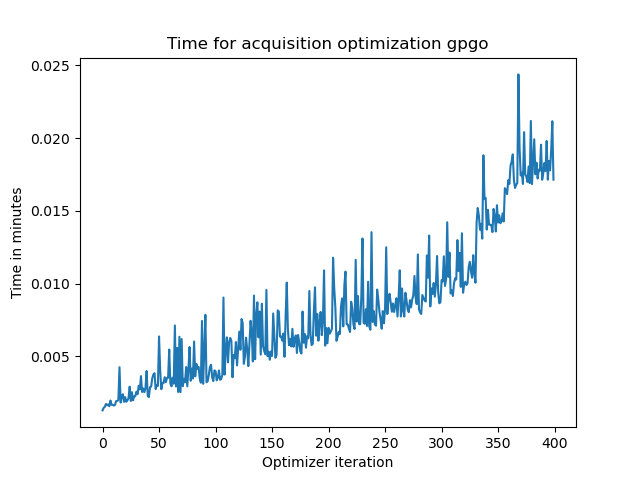 Time for acquisition optimization gpgo
0.025
0.020
0.015
0.010
0.005
Time in minutes
0 50 100 150 200 250 300 350 400
Optimizer iteration